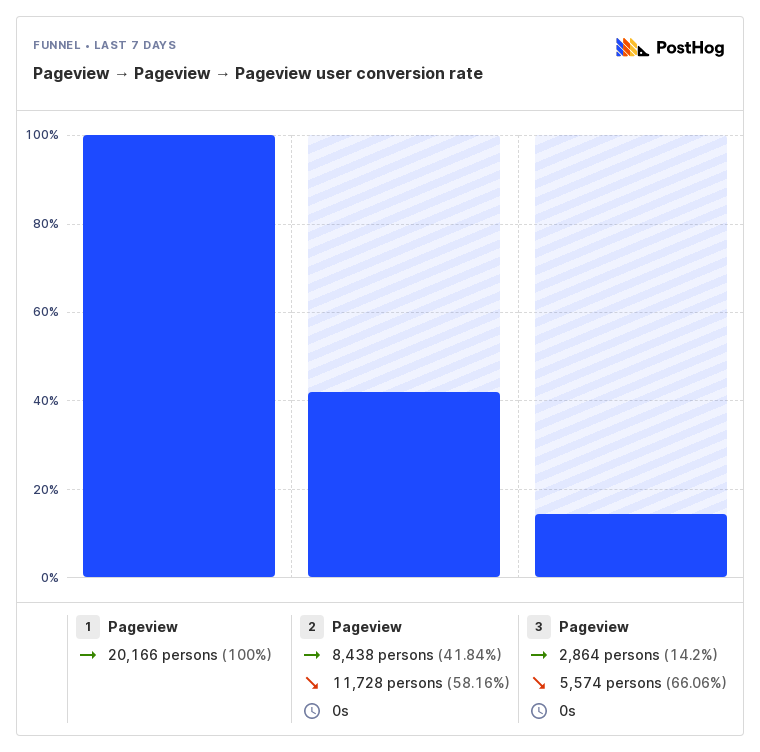 FUNNEL • LAST 7 DAYS
PostHog
Pageview → Pageview → Pageview user conversion rate
100%
80%
60%
40%
20%
0%
1 Pageview
20,166 persons (100%)
2 Pageview
8,438 persons (41.84%)
11,728 persons (58.16%)
0s
3 Pageview
2,864 persons (14.2%)
5,574 persons (66.06%)
0s